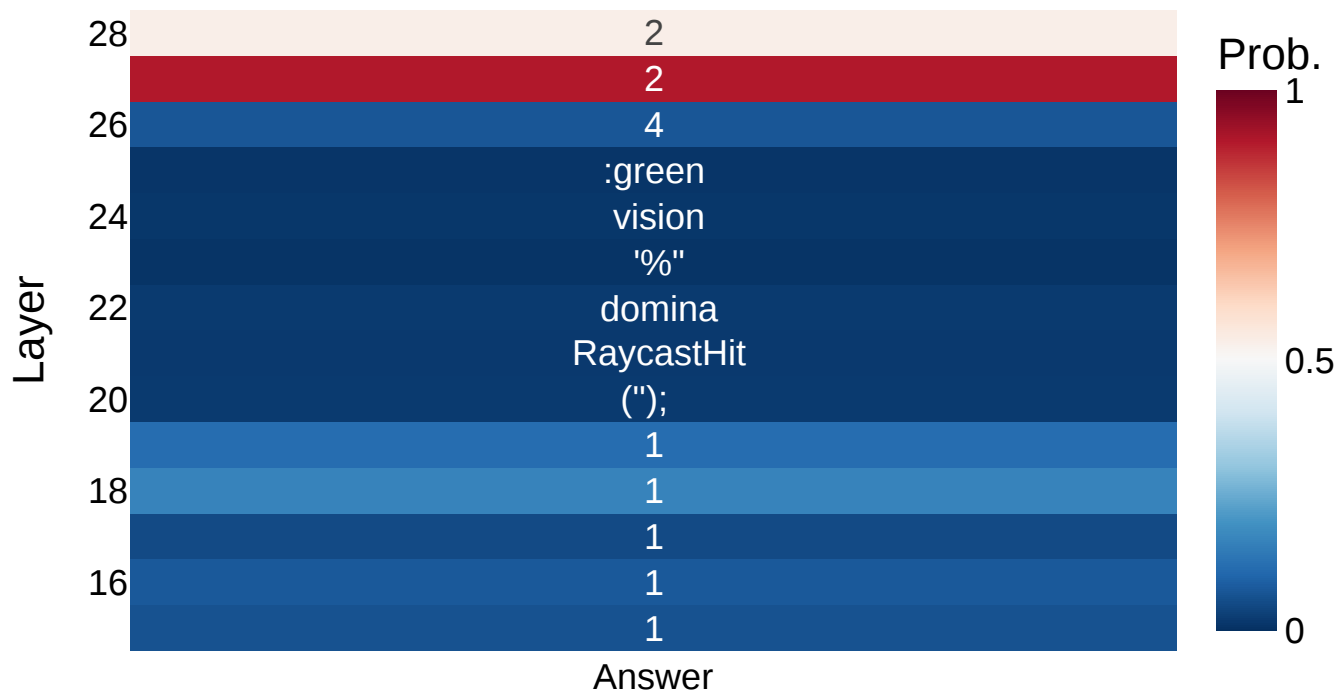 28 2
2
26 4
:green
24 vision
'%"
22 domina
RaycastHit
20 ('');
1
18 1
1
16 1
1
Layer
Answer
Prob.
1
0.5
0